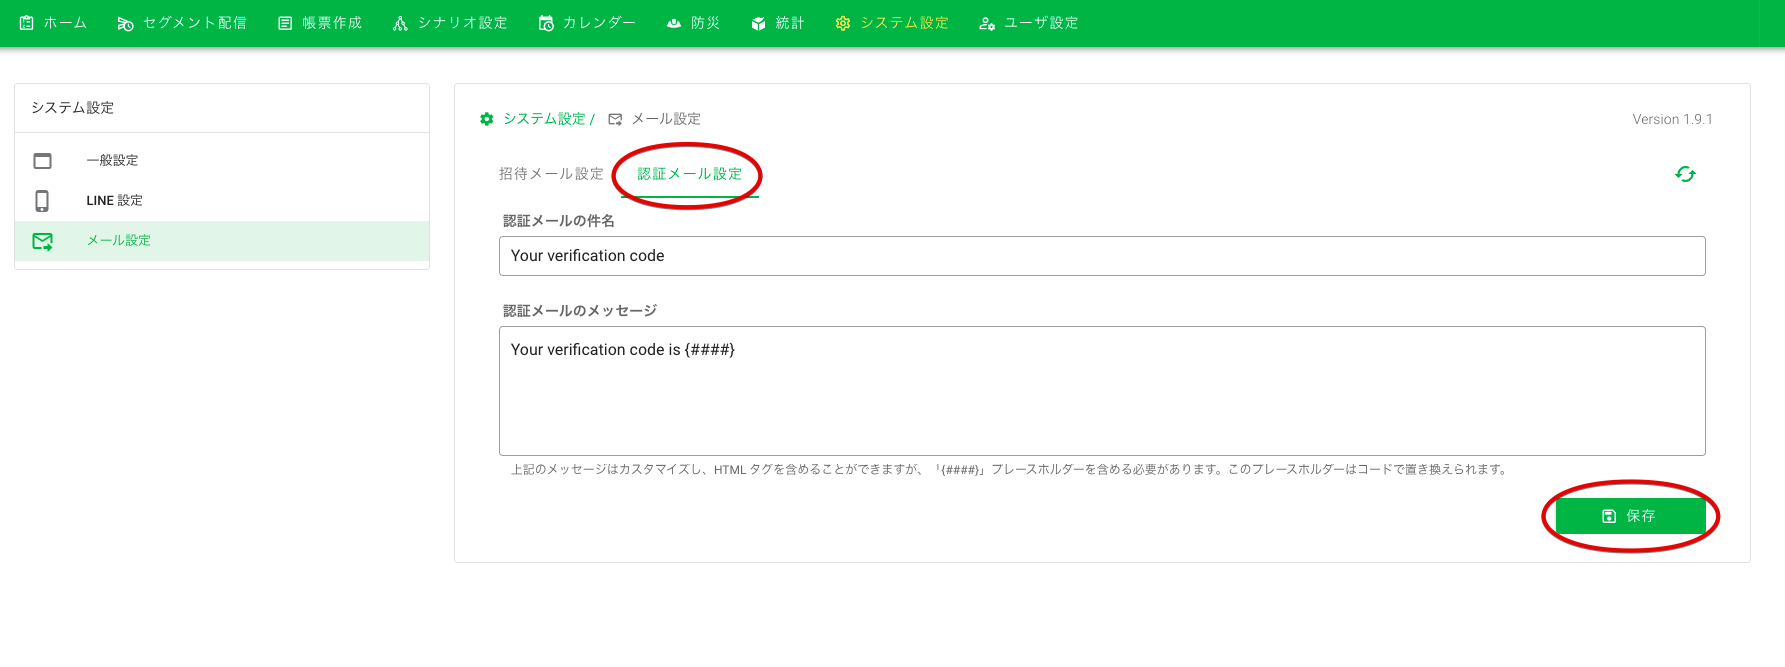 ホーム セグメント配信 帳票作成 シナリオ設定 カレンダー 防災 統計 システム設定 ユーザ設定
システム設定
一般設定
LINE 設定
メール設定
システム設定 / メール設定
Version 1.9.1
招待メール設定 認証メール設定
認証メールの件名
Your verification code
認証メールのメッセージ
Your verification code is {####}
上記のメッセージはカスタマイズし、HTML タグを含めることができますが、「{####}」プレースホルダーを含める必要があります。このプレースホルダーはコードで置き換えられます。
保存